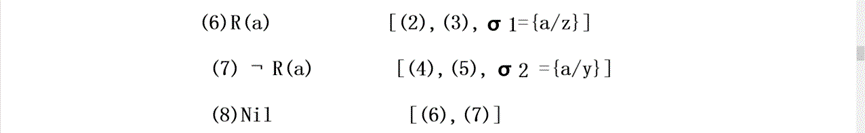 (6)R(a) [(2),(3),σ1={a/z}]
(7) ¬ R(a) [(4),(5),σ2 ={a/y}]
(8)Nil [(6),(7)]